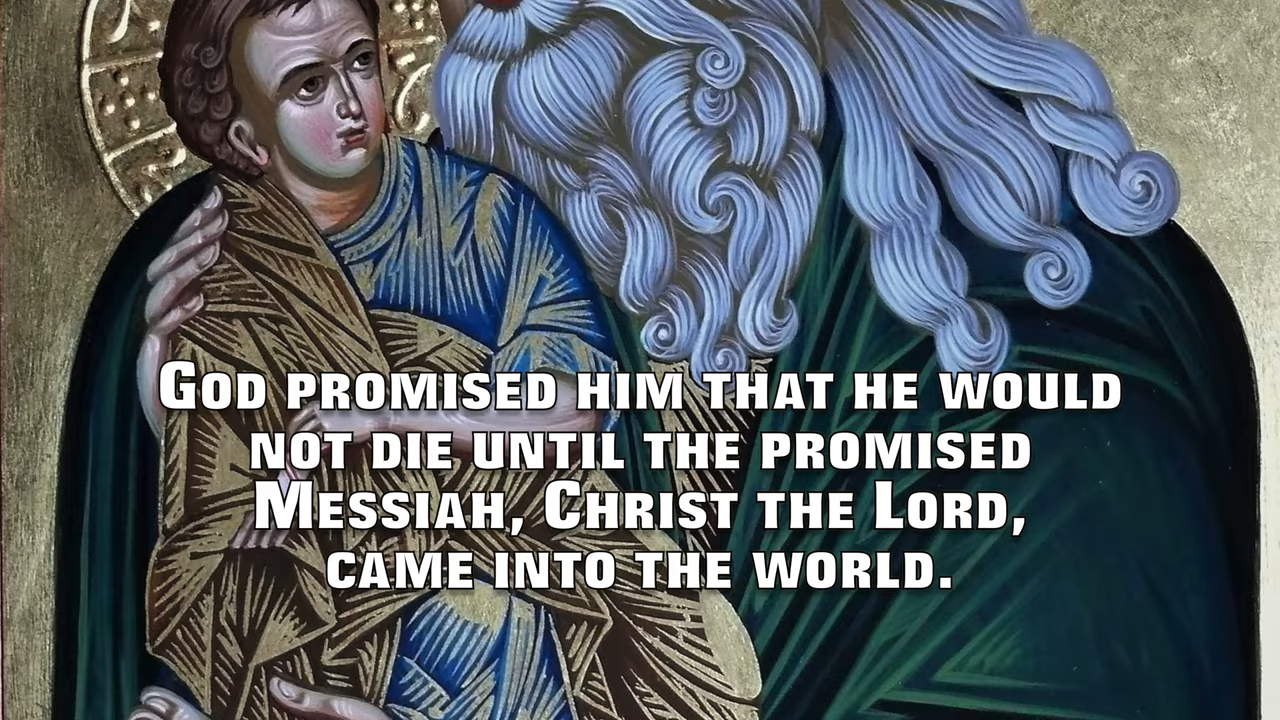 God promised him that he would
not die until the promised
Messiah, Christ the Lord,
came into the world.